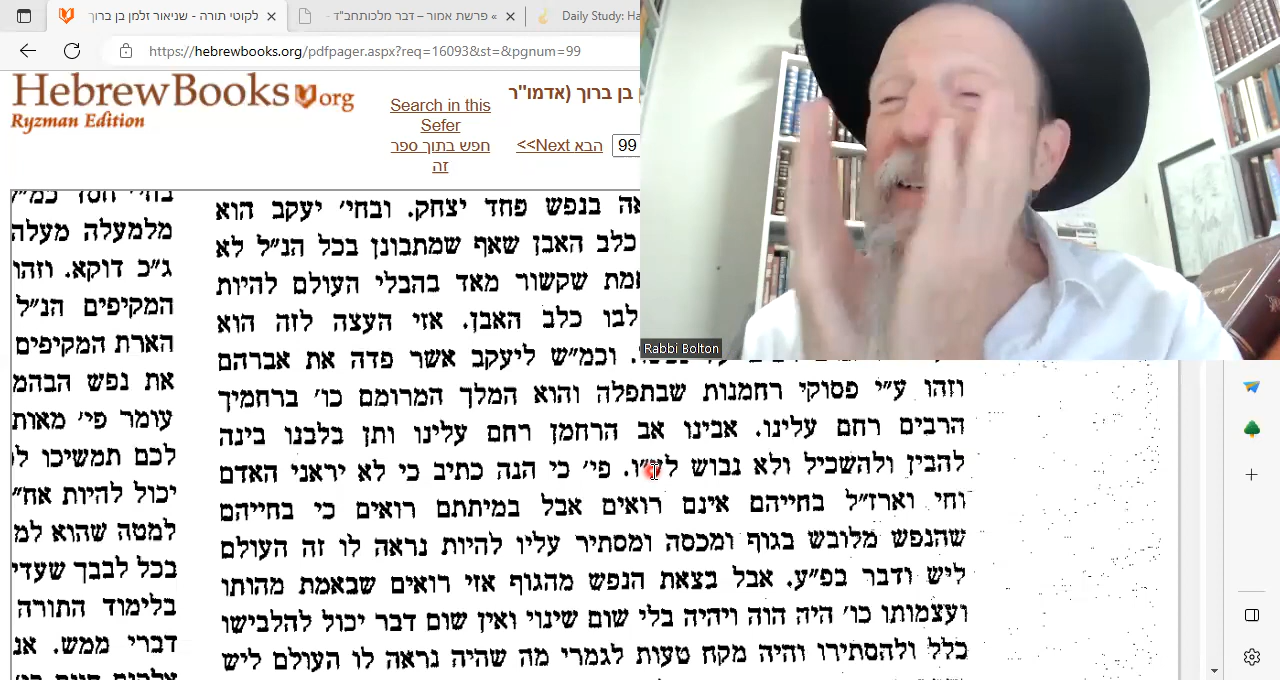 לקוטי תורה - שניאור זלמן בן ברוך
» פרשת אמור – דבר מלכותחב"ד -
Daily Study: Ha
https://hebrewbooks.org/pdfpager.aspx?req=16093&st=&pgnum=99
HebrewBooks.org
Ryzman Edition
Search in this
Sefer
חפש בתוך ספר
זה
בן ברוך (אדמו"ר
<<Next הבא
99
Rabbi Bolton
בנפש פחד יצחק. ובחי׳ יעקב הוא
כלב האבן שאף שמתבונן בכל הנ״ל לא
שקשור מאד בהבלי העולם להיות
לבו כלב האבן. אזי העצה לזה הוא
וכמ״ש ליעקב אשר פדה את אברהם
וזהו ע״י פסוקי רחמנות שבתפלה והוא המלך המרומם כו׳ ברחמיך
הרבים רחם עלינו. אבינו אב הרחמן רחם עלינו ותן בלבנו בינה
להבין ולהשכיל ולא נבוש לעו״ו. פי׳ כי הנה כתיב כי לא יראני האדם
וחי וארז״ל בחייהם אינם רואים אבל במיתתם רואים כי בחייהם
שהנפש מלובש בגוף ומכסה ומסתיר עליו להיות נראה לו זה העולם
ליש ודבר בפ״ע. אבל בצאת הנפש מהגוף אזי רואים שבאמת מהותו
ועצמותו כו׳ היה הוה ויהיה בלי שום שינוי ואין שום דבר יכול להלבישו
כלל ולהסתירו והיה מקח טעות לגמרי מה שהיה נראה לו העולם ליש
מלמעלה מעלה
ג״כ דוקא. וזהו
המקיפים הנ״ל
הארת המקיפים
את נפש הבהמ
עומר פי׳ מאות
לכם תמשיכו ל
יכול להיות אח״
למטה שהוא למ
בכל לבבך שעדי
בלימוד התורה
דברי ממש. אנ